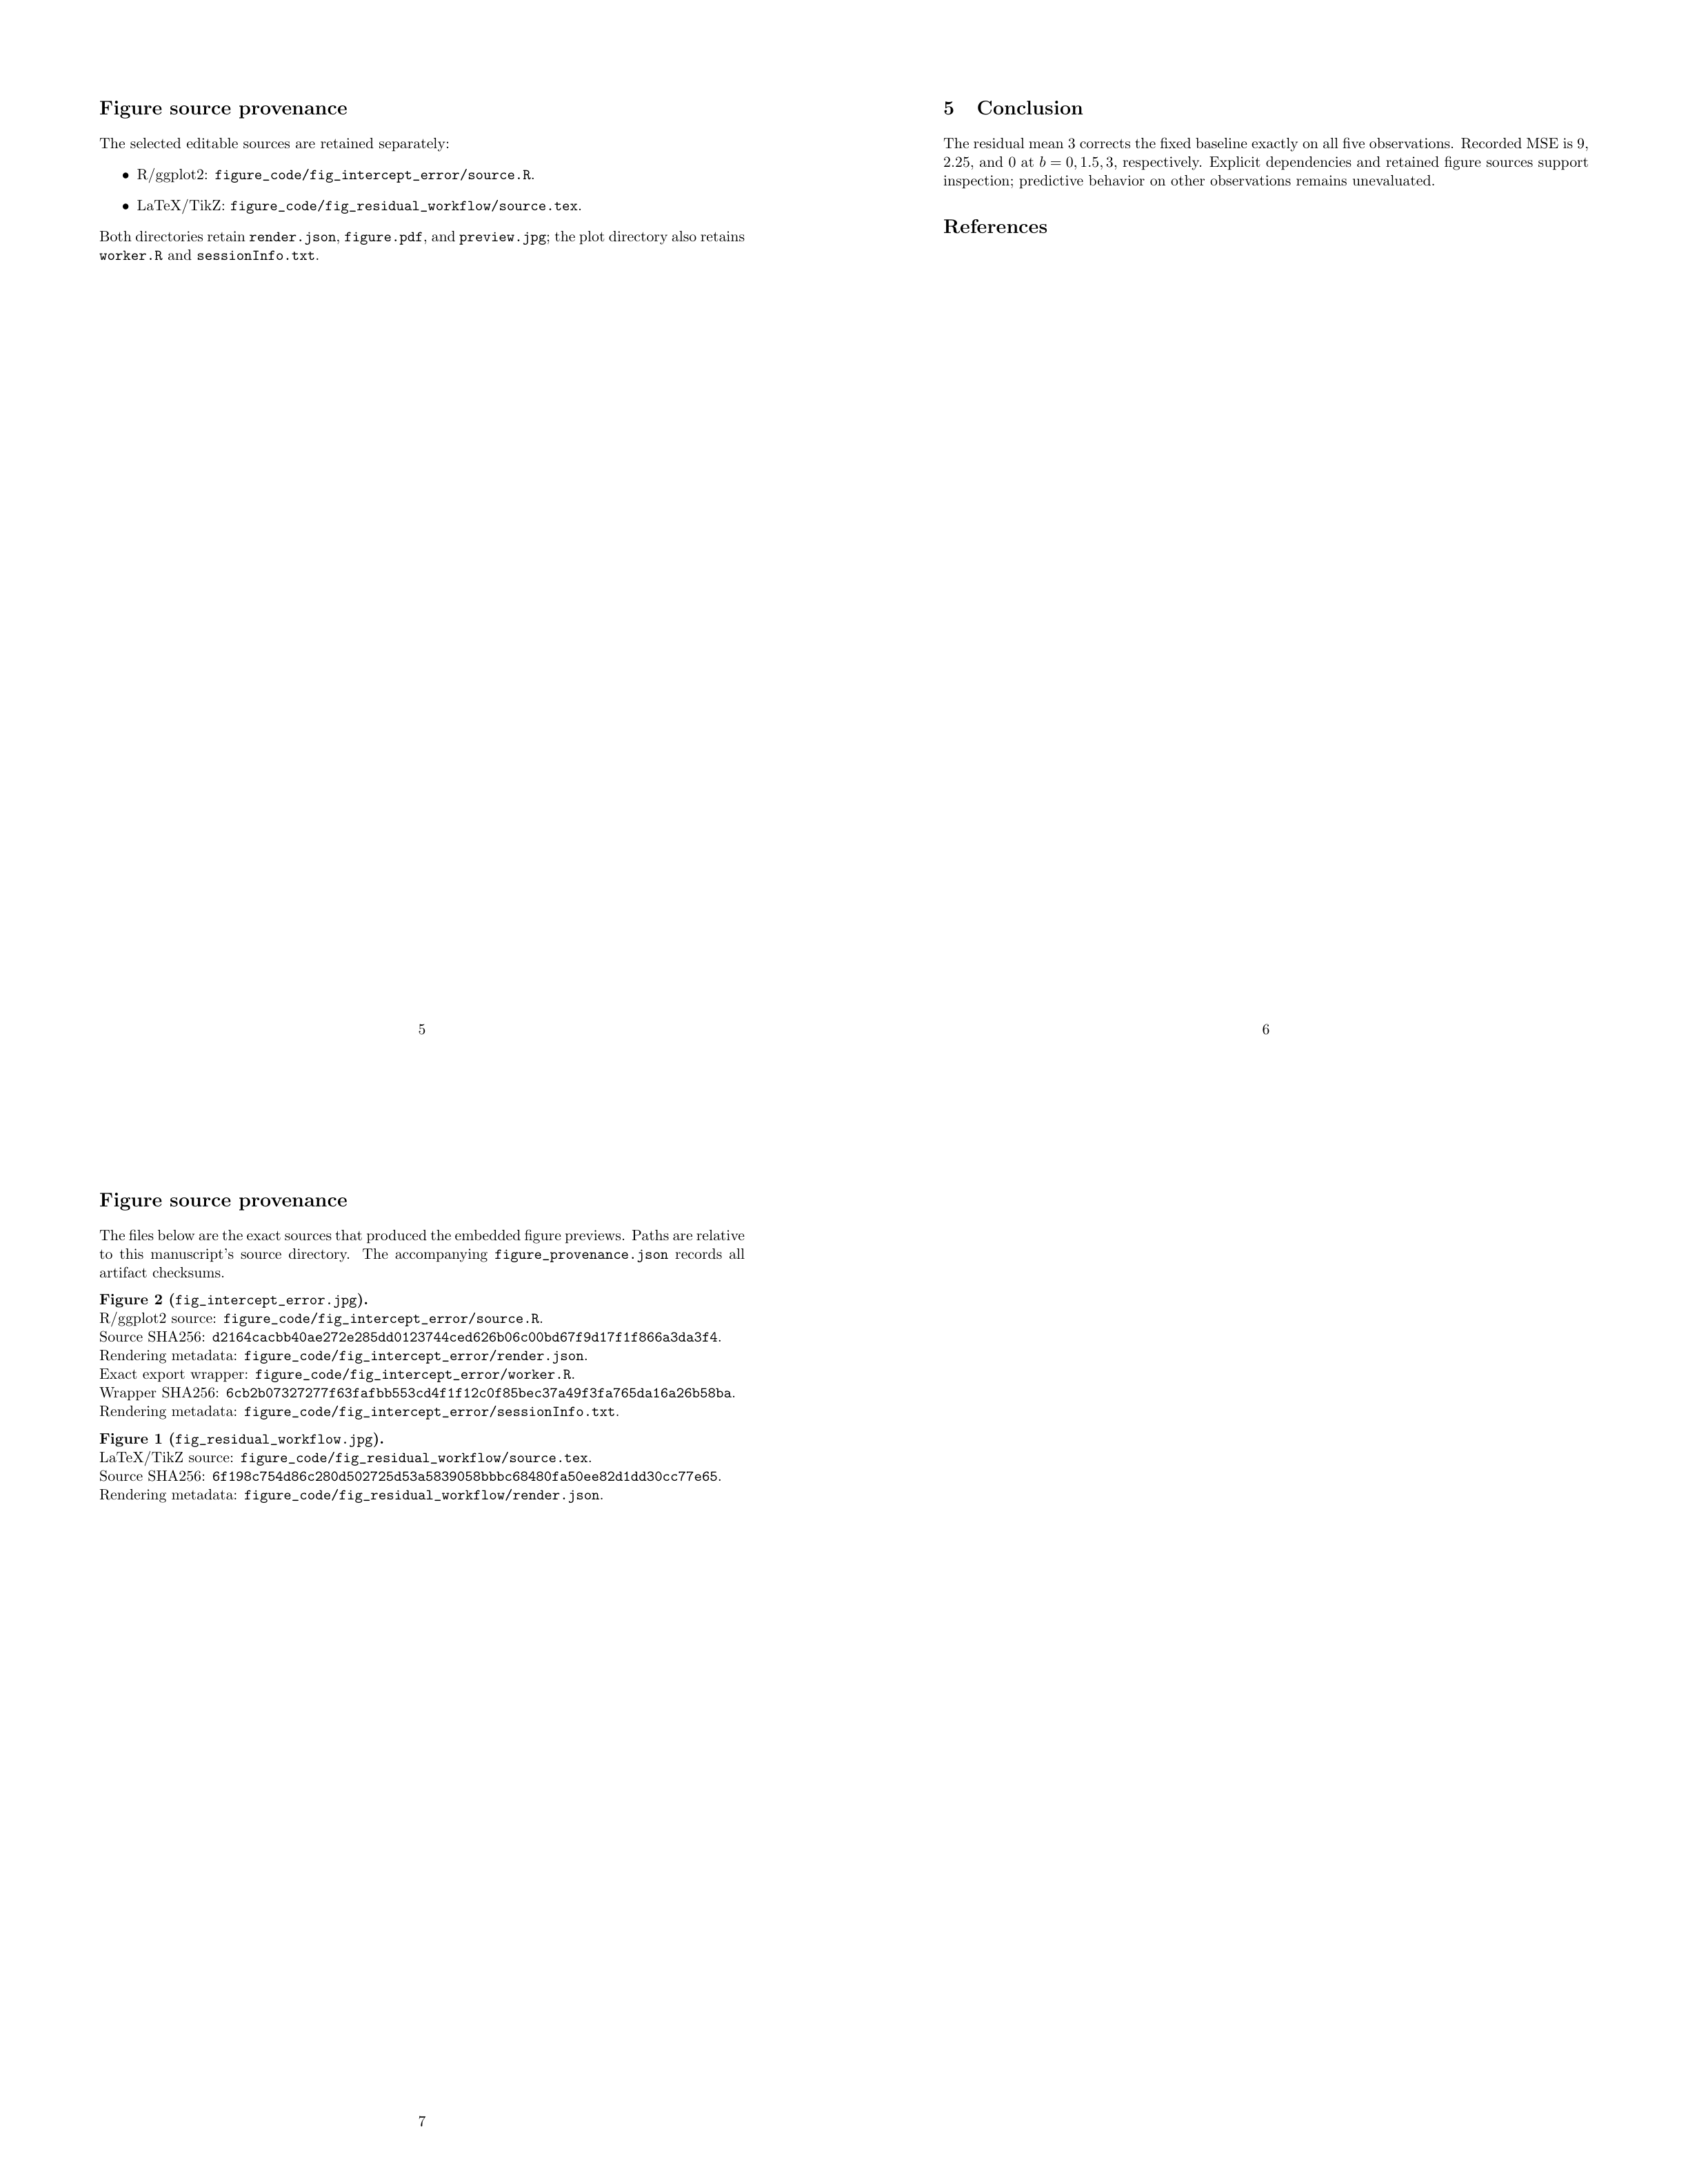 Figure source provenance
The selected editable sources are retained separately:
• R/ggplot2: figure_code/fig_intercept_error/source.R.
• LaTeX/TikZ: figure_code/fig_residual_workflow/source.tex.
Both directories retain render.json, figure.pdf, and preview.jpg; the plot directory also retains
worker.R and sessionInfo.txt.
5
5 Conclusion
The residual mean 3 corrects the fixed baseline exactly on all five observations. Recorded MSE is 9,
2.25, and 0 at b = 0, 1.5, 3, respectively. Explicit dependencies and retained figure sources support
inspection; predictive behavior on other observations remains unevaluated.
References
6
Figure source provenance
The files below are the exact sources that produced the embedded figure previews. Paths are relative
to this manuscript's source directory. The accompanying figure_provenance.json records all
artifact checksums.
Figure 2 (fig_intercept_error.jpg).
R/ggplot2 source: figure_code/fig_intercept_error/source.R.
Source SHA256: d2164cacbb40ae272e285dd0123744ced626b06c00bd67f9d17f1f866a3da3f4.
Rendering metadata: figure_code/fig_intercept_error/render.json.
Exact export wrapper: figure_code/fig_intercept_error/worker.R.
Wrapper SHA256: 6cb2b07327277f63fafbb553cd4f1f12c0f85bec37a49f3fa765da16a26b58ba.
Rendering metadata: figure_code/fig_intercept_error/sessionInfo.txt.
Figure 1 (fig_residual_workflow.jpg).
LaTeX/TikZ source: figure_code/fig_residual_workflow/source.tex.
Source SHA256: 6f198c754d86c280d502725d53a5839058bbbc68480fa50ee82d1dd30cc77e65.
Rendering metadata: figure_code/fig_residual_workflow/render.json.
7